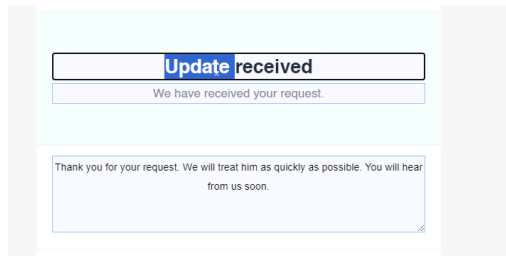 Update received
We have received your request.
Thank you for your request. We will treat him as quickly as possible. You will hear
from us soon.